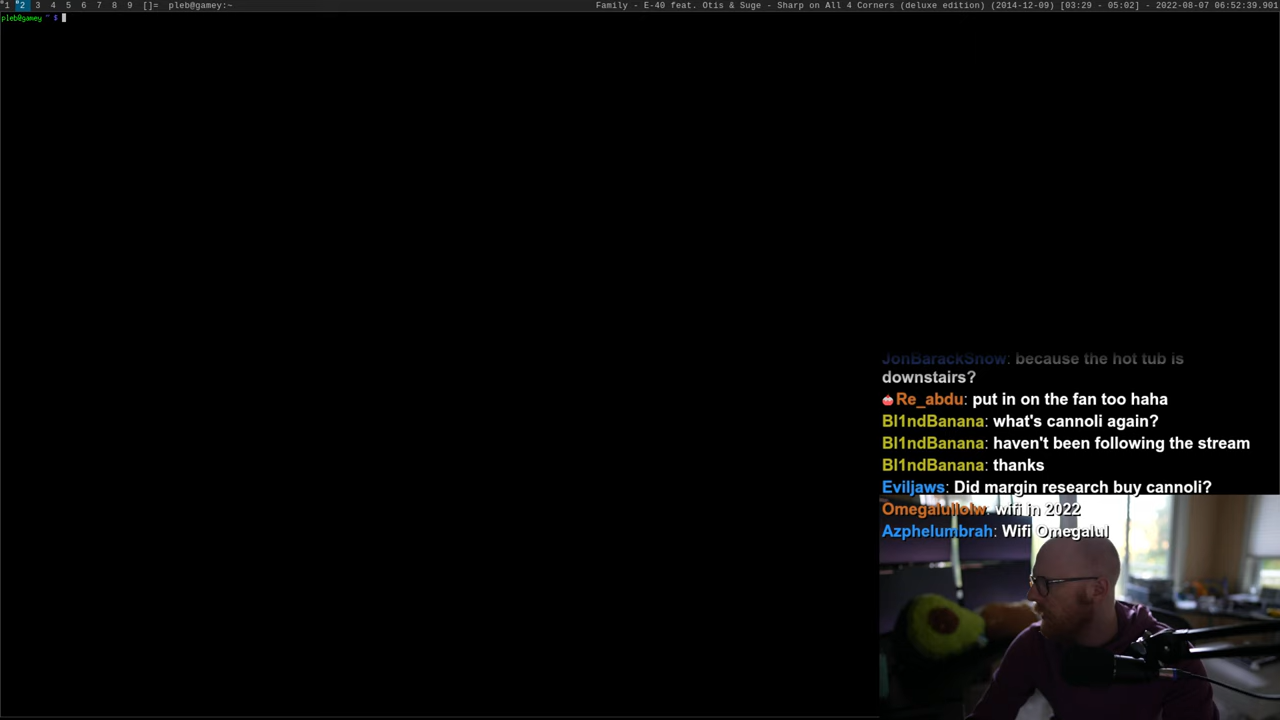 1 2 3 4 5 6 7 8 9 []= pleb@gamey:~ Family - E-40 feat. Otis & Suge - Sharp on All 4 Corners (deluxe edition) (2014-12-09) [03:29 - 05:02] - 2022-08-07 06:52:39.901
pleb@gamey ~ $
JonBarackSnow: because the hot tub is
downstairs?
Re_abdu: put in on the fan too haha
Bl1ndBanana: what's cannoli again?
Bl1ndBanana: haven't been following the stream
Bl1ndBanana: thanks
Eviljaws: Did margin research buy cannoli?
Omegalullolw: wifi in 2022
Azphelumbrah: Wifi Omegalul